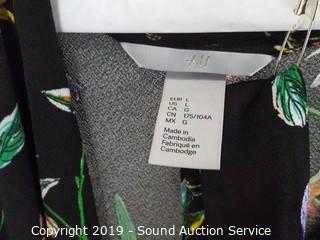 H&M
EUR L
US L
CA G
CN 175/104A
MX G
Made in
Cambodia
Fabriqué en
Cambodge
Copyright 2019 - Sound Auction Service